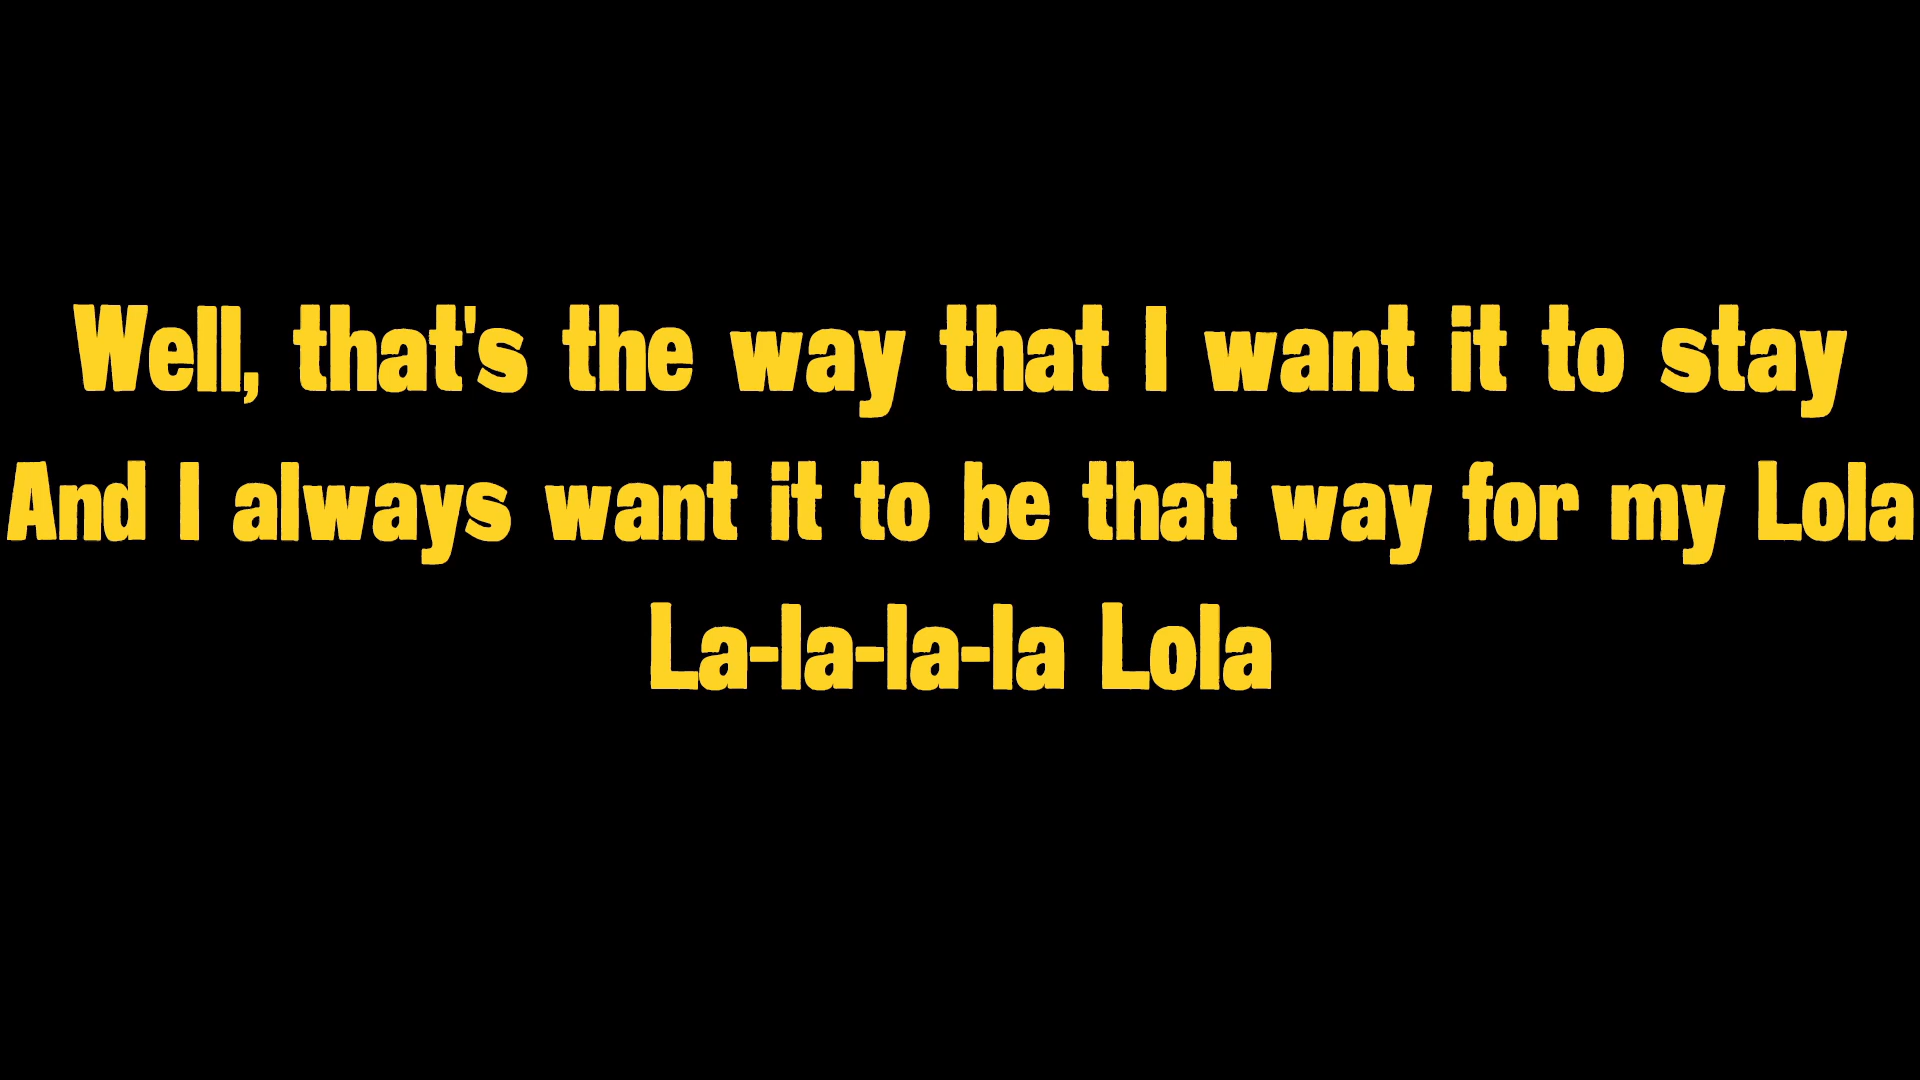 Well, that's the way that I want it to stay
And I always want it to be that way for my Lola
La-la-la-la Lola